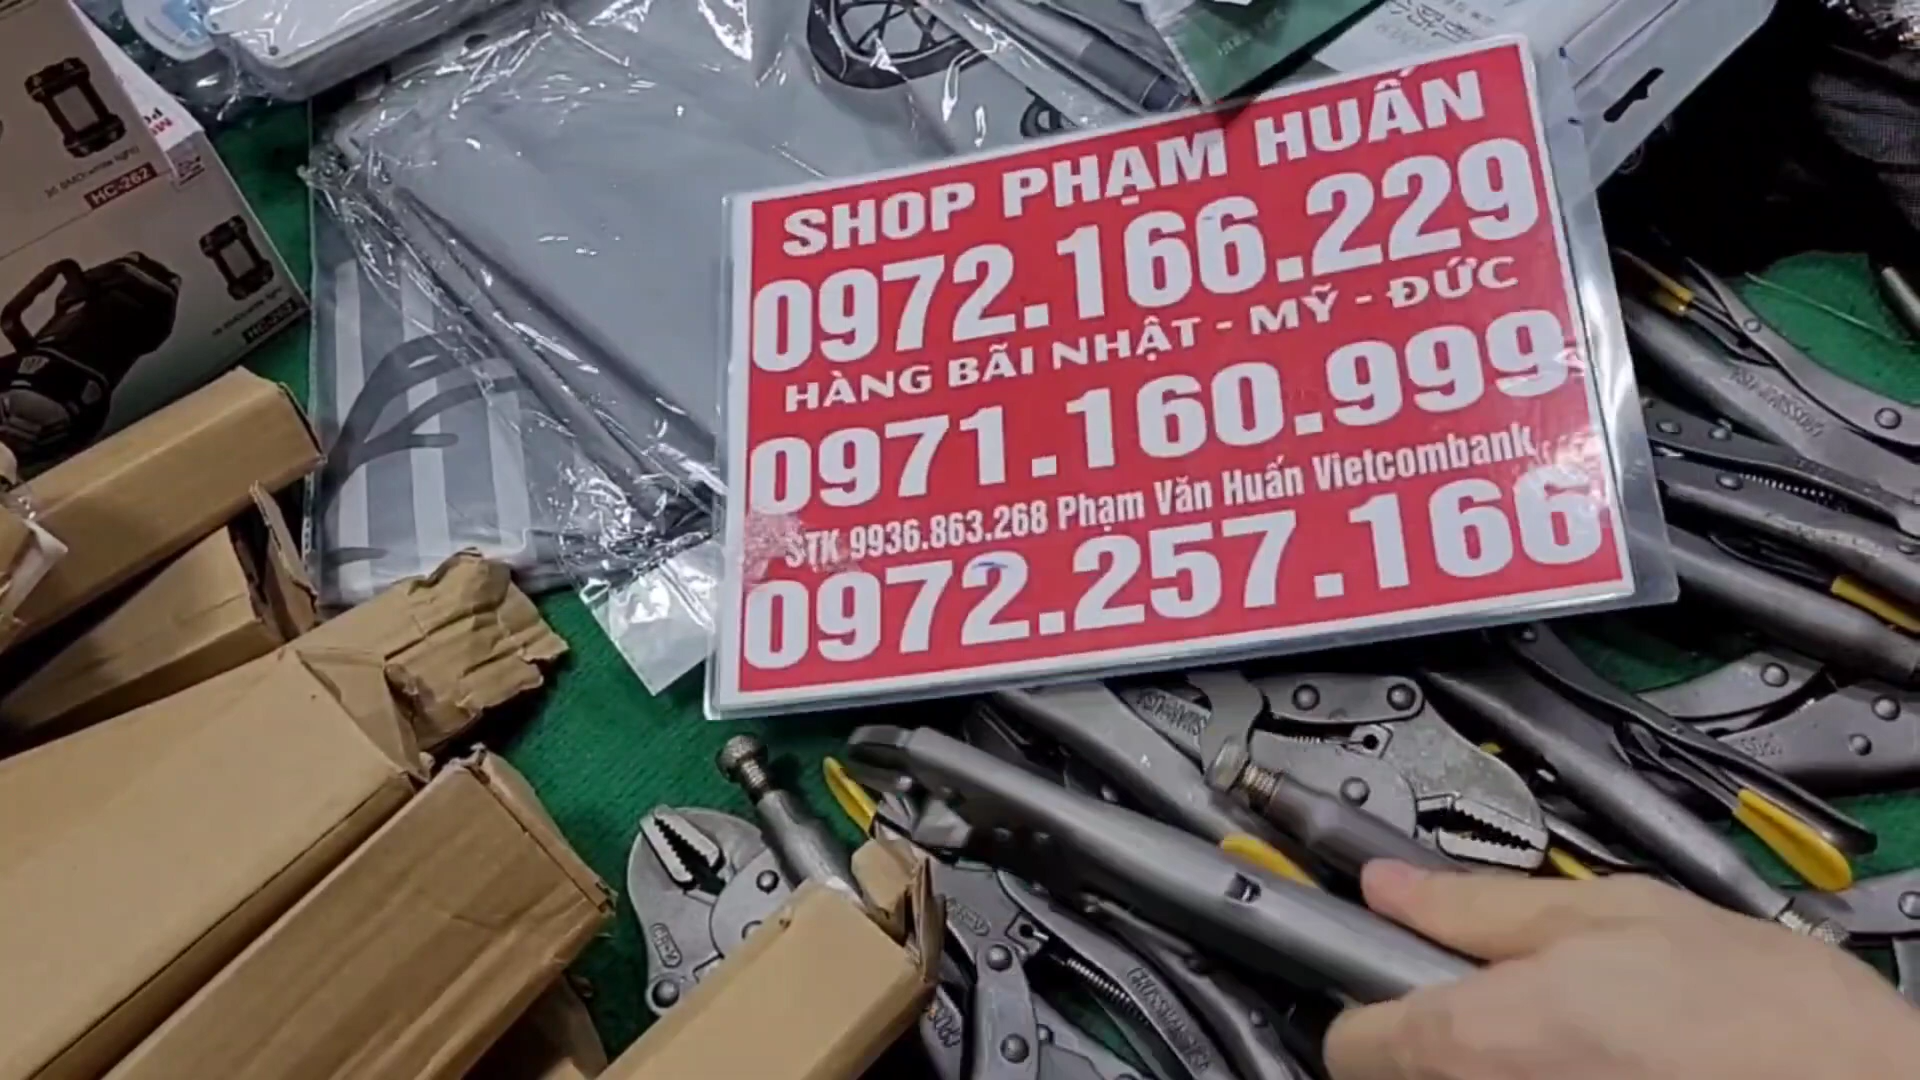 SHOP PHẠM HUẤN
0972.166.229
HÀNG BÃI NHẬT - MỸ - ĐỨC
0971.160.999
STK 9936.863.268 Phạm Văn Huấn Vietcombank
0972.257.166
HC-262
CR-V